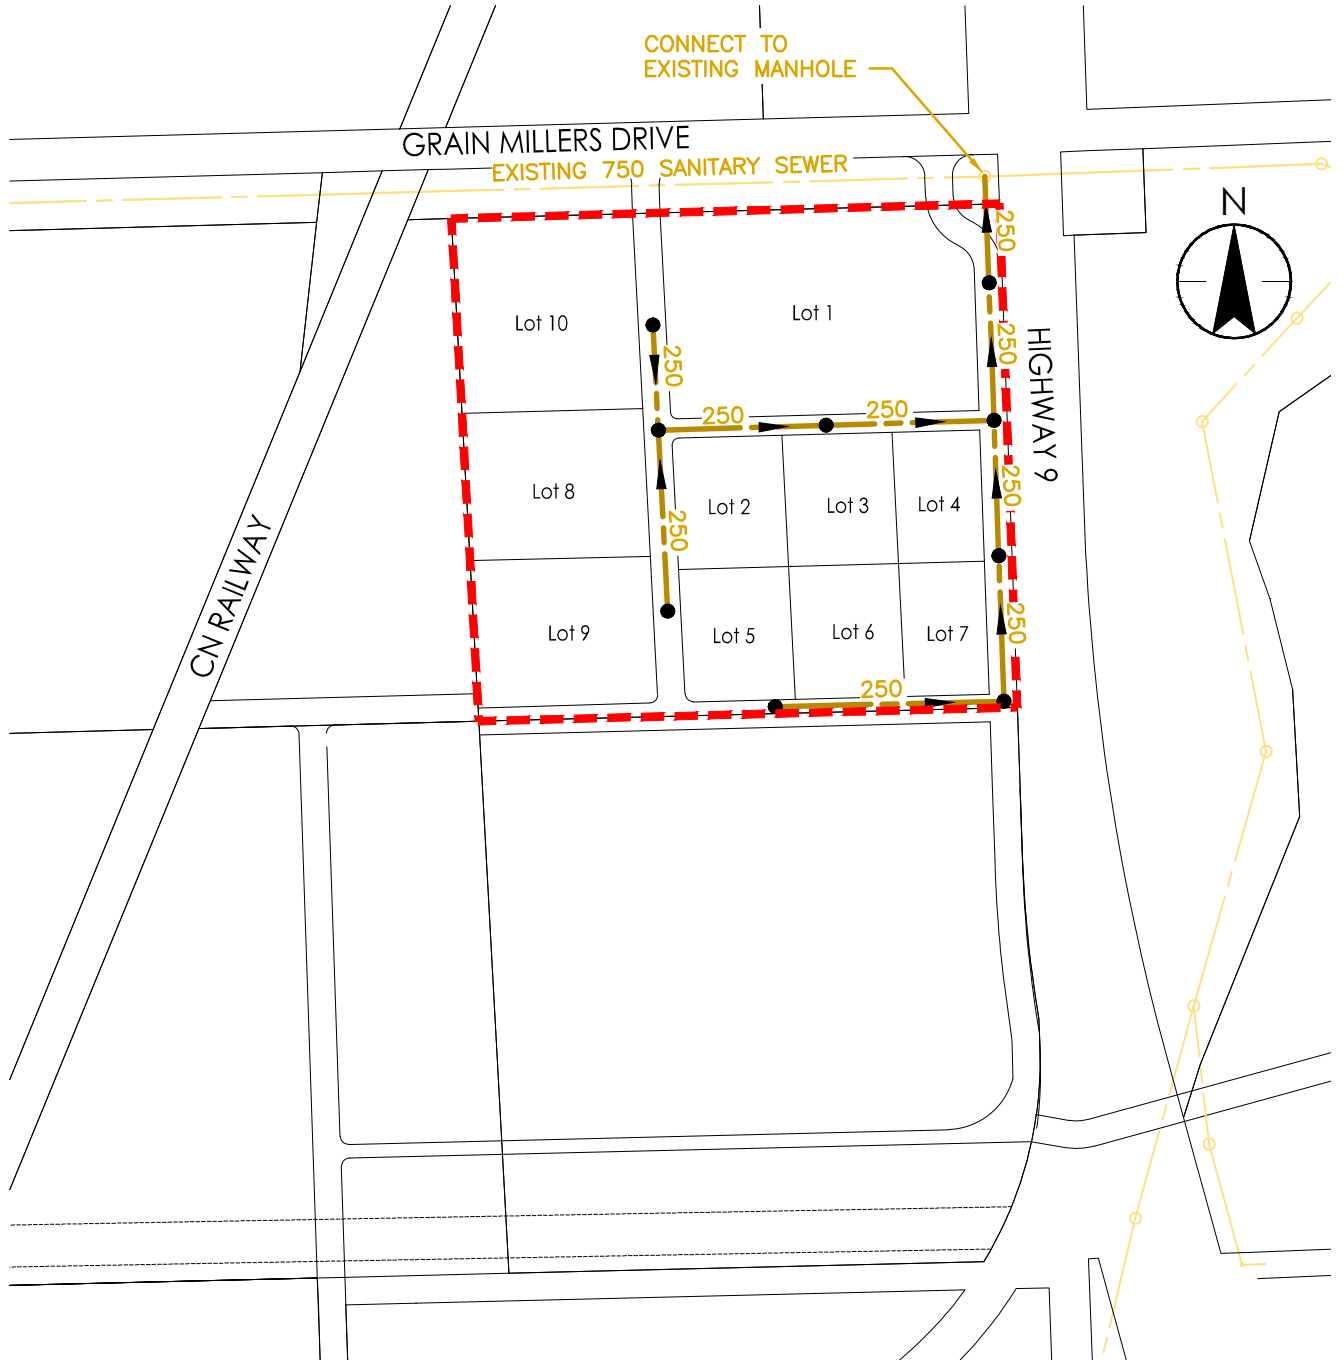 CONNECT TO
EXISTING MANHOLE
GRAIN MILLERS DRIVE
EXISTING 750 SANITARY SEWER
N
250
Lot 10
Lot 1
HIGHWAY 9
250
250
250
250
Lot 8
Lot 2
Lot 3
Lot 4
250
250
CN RAILWAY
Lot 9
Lot 5
Lot 6
Lot 7
250
250